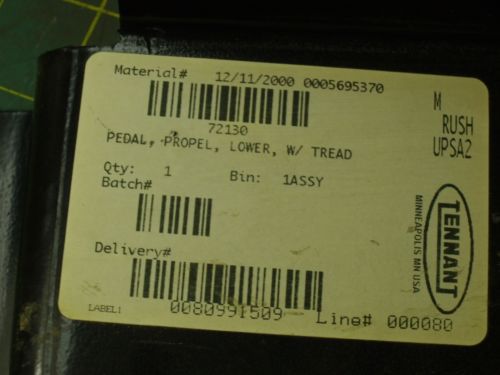 Material# 12/11/2000 0005695370
M
RUSH
UPSA2
72130
PEDAL, PROPEL, LOWER, W/ TREAD
Qty: 1 Bin: 1ASSY
Batch#
TENNANT
MINNEAPOLIS MN USA
Delivery#
0080991509 Line# 000080
LABEL1